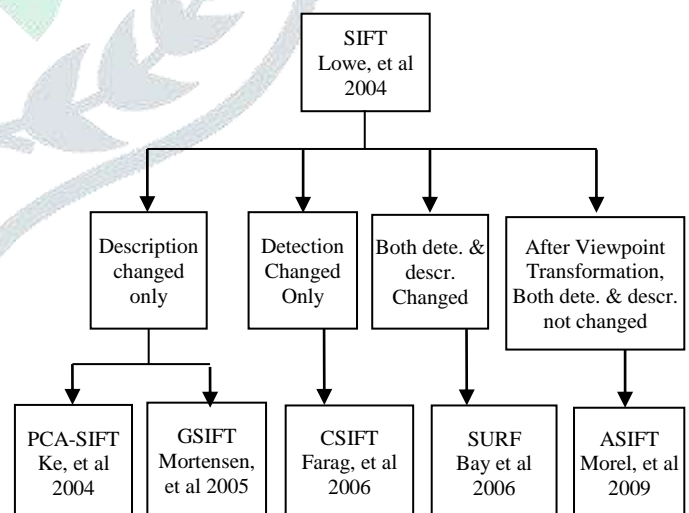 SIFT
Lowe, et al
2004
Description
changed
only
Detection
Changed
Only
Both dete. &
descr.
Changed
After Viewpoint
Transformation,
Both dete. & descr.
not changed
PCA-SIFT
Ke, et al
2004
GSIFT
Mortensen,
et al 2005
CSIFT
Farag, et al
2006
SURF
Bay et al
2006
ASIFT
Morel, et al
2009